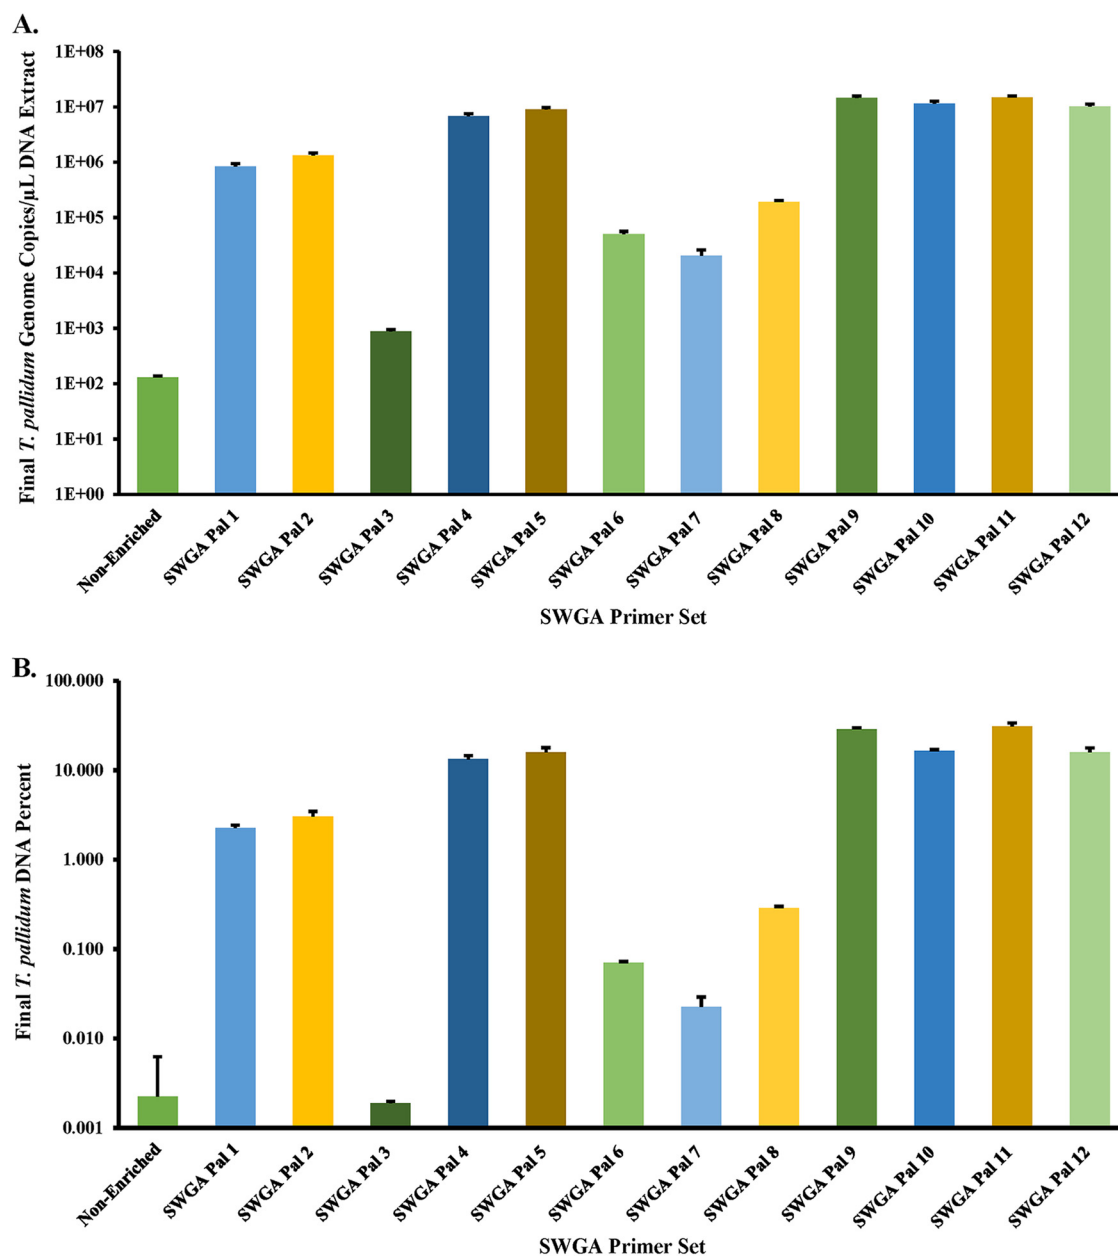 A.
Final T. pallidum Genome Copies/µL DNA Extract
1E+08
1E+07
1E+06
1E+05
1E+04
1E+03
1E+02
1E+01
1E+00
Non-Enriched
SWGA Pal 1
SWGA Pal 2
SWGA Pal 3
SWGA Pal 4
SWGA Pal 5
SWGA Pal 6
SWGA Pal 7
SWGA Pal 8
SWGA Pal 9
SWGA Pal 10
SWGA Pal 11
SWGA Pal 12
SWGA Primer Set
B.
Final T. pallidum DNA Percent
100.000
10.000
1.000
0.100
0.010
0.001
Non-Enriched
SWGA Pal 1
SWGA Pal 2
SWGA Pal 3
SWGA Pal 4
SWGA Pal 5
SWGA Pal 6
SWGA Pal 7
SWGA Pal 8
SWGA Pal 9
SWGA Pal 10
SWGA Pal 11
SWGA Pal 12
SWGA Primer Set